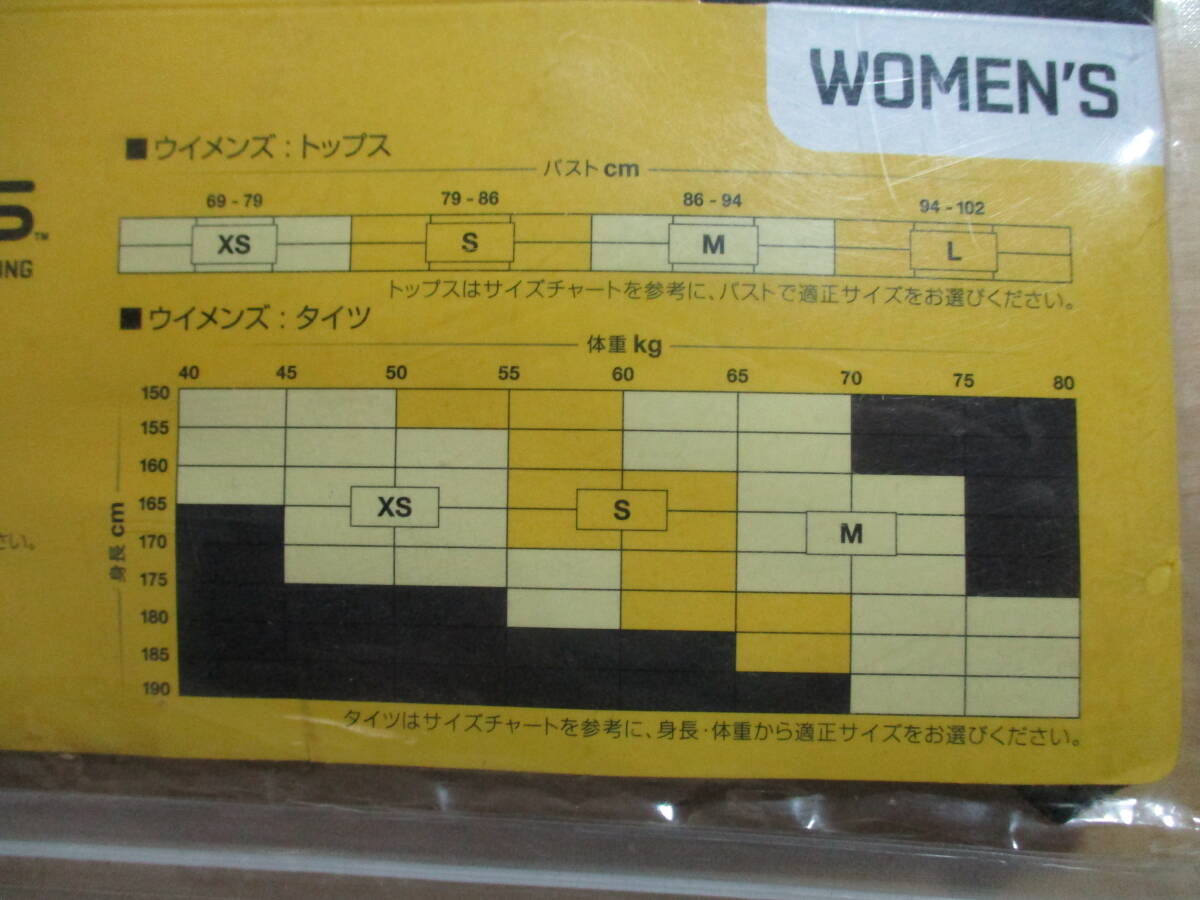 WOMEN'S
S™
ING
さい。
■ウイメンズ：トップス
バスト cm
69 - 79 79 - 86 86 - 94 94 - 102
XS S M L
トップスはサイズチャートを参考に、バストで適正サイズをお選びください。
■ウイメンズ：タイツ
体重 kg
40 45 50 55 60 65 70 75 80
身長 cm
150
155
160
165
170
175
180
185
190
XS S M
タイツはサイズチャートを参考に、身長・体重から適正サイズをお選びください。